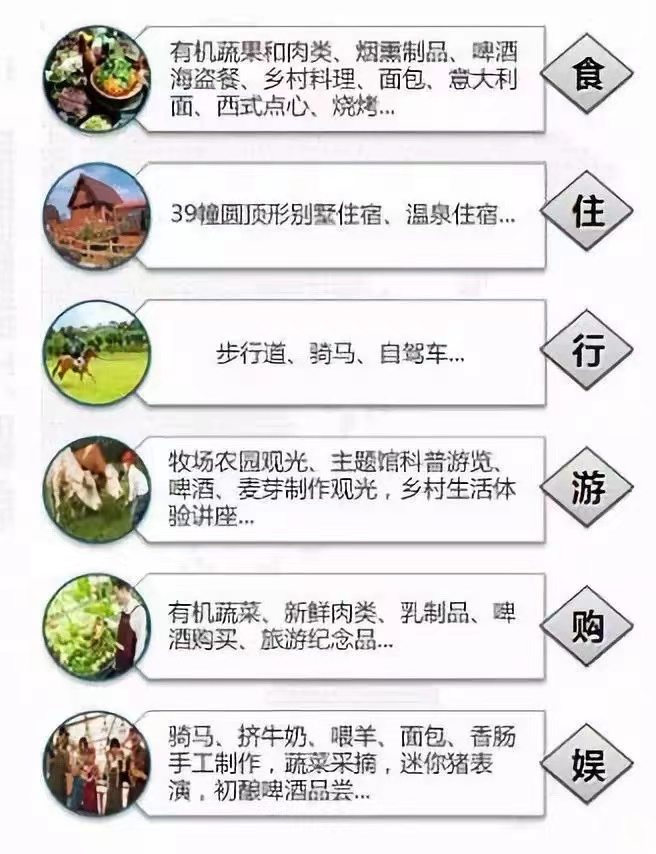 有机蔬果和肉类、烟熏制品、啤酒
海盗餐、乡村料理、面包、意大利
面、西式点心、烧烤...
食
39幢圆顶形别墅住宿、温泉住宿...
住
步行道、骑马、自驾车...
行
牧场农园观光、主题馆科普游览、
啤酒、麦芽制作观光，乡村生活体
验讲座...
游
有机蔬菜、新鲜肉类、乳制品、啤
酒购买、旅游纪念品...
购
骑马、挤牛奶、喂羊、面包、香肠
手工制作，蔬菜采摘，迷你猪表
演，初酿啤酒品尝...
娱